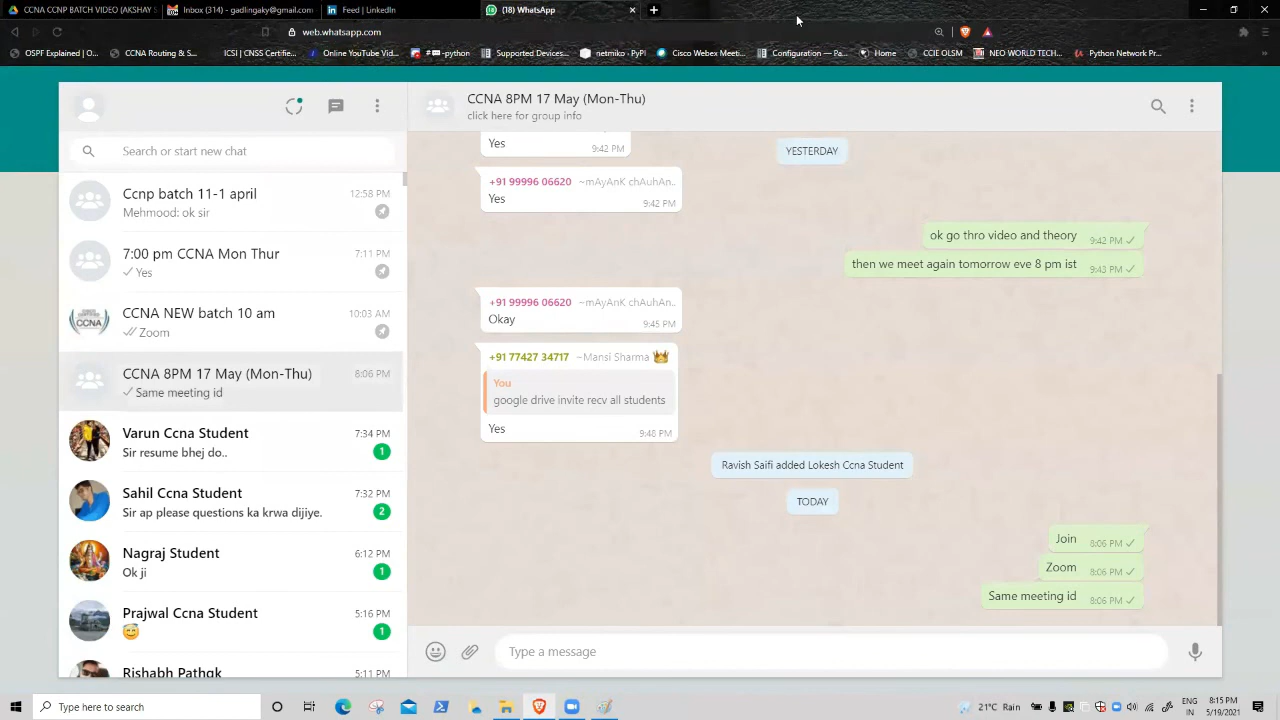 CCNA CCNP BATCH VIDEO (AKSHAY S
Inbox (314) - gadlingaky@gmail.com
Feed | LinkedIn
(18) WhatsApp
web.whatsapp.com
OSPF Explained | C...
CCNA Routing & S...
ICSI | CNSS Certifie...
Online YouTube Vid...
#==-python
Supported Devices...
netmiko · PyPI
Cisco Webex Meet...
Configuration — Pa...
Home
CCIE OLSM
NEO WORLD TECH...
Python Network Pr...
Search or start new chat
Ccnp batch 11-1 april
12:58 PM
Mehmood: ok sir
7:00 pm CCNA Mon Thur
7:11 PM
Yes
CCNA NEW batch 10 am
10:03 AM
Zoom
CCNA 8PM 17 May (Mon-Thu)
8:06 PM
Same meeting id
Varun Ccna Student
7:34 PM
Sir resume bhej do..
1
Sahil Ccna Student
7:32 PM
Sir ap please questions ka krwa dijiye.
2
Nagraj Student
6:12 PM
Ok ji
1
Prajwal Ccna Student
5:16 PM
1
Rishabh Pathak
5:11 PM
CCNA 8PM 17 May (Mon-Thu)
click here for group info
Yes
9:42 PM
YESTERDAY
+91 99996 06620 ~mAyAnK chAuhAn..
Yes
9:42 PM
ok go thro video and theory
9:42 PM
then we meet again tomorrow eve 8 pm ist
9:43 PM
+91 99996 06620 ~mAyAnK chAuhAn..
Okay
9:45 PM
+91 77427 34717 ~Mansi Sharma
You
google drive invite recv all students
Yes
9:48 PM
Ravish Saifi added Lokesh Ccna Student
TODAY
Join
8:06 PM
Zoom
8:06 PM
Same meeting id
8:06 PM
Type a message
Type here to search
21°C Rain
ENG
IN
8:15 PM
5/19/2021